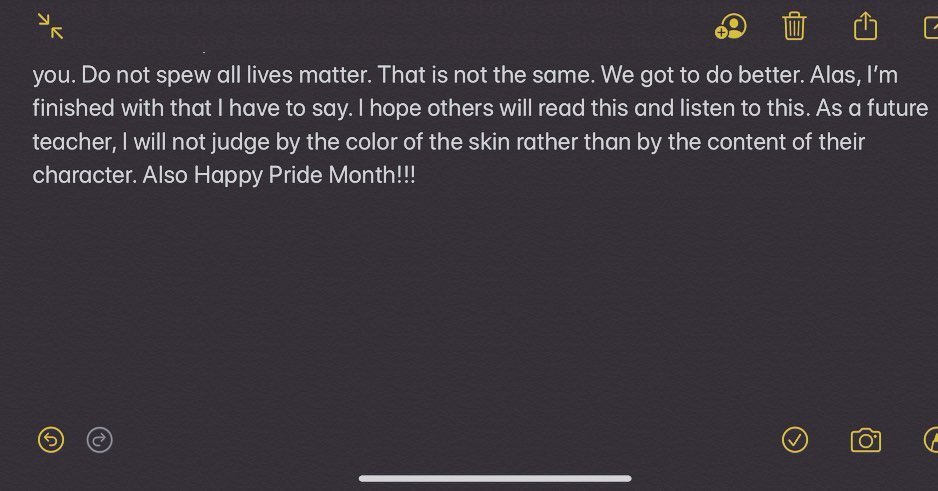 you. Do not spew all lives matter. That is not the same. We got to do better. Alas, I’m
finished with that I have to say. I hope others will read this and listen to this. As a future
teacher, I will not judge by the color of the skin rather than by the content of their
character. Also Happy Pride Month!!!